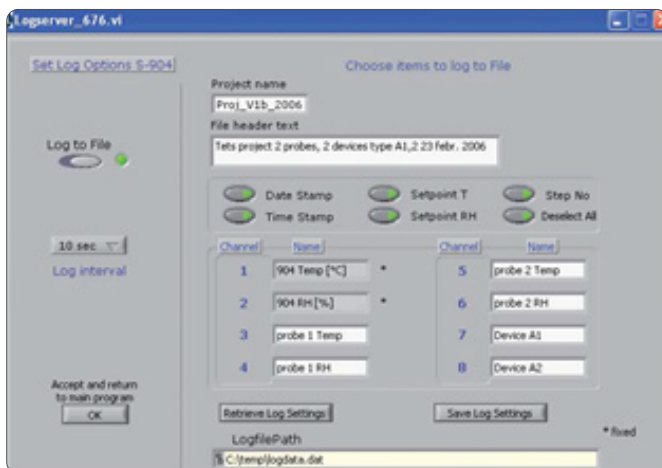 Logserver_676.vi
Set Log Options S-904
Choose items to log to File
Project name
Proj_V1b_2006
File header text
Tets project 2 probes, 2 devices type A1,2 23 febr. 2006
Log to File
Date Stamp Setpoint T Step No
Time Stamp Setpoint RH Deselect All
10 sec
Log interval
Channel Name Channel Name
1 904 Temp [°C] * 5 probe 2 Temp
2 904 RH [%] * 6 probe 2 RH
3 probe 1 Temp 7 Device A1
4 probe 1 RH 8 Device A2
Accept and return
to main program
OK
Retrieve Log Settings Save Log Settings
* fixed
LogfilePath
C:\temp\logdata.dat